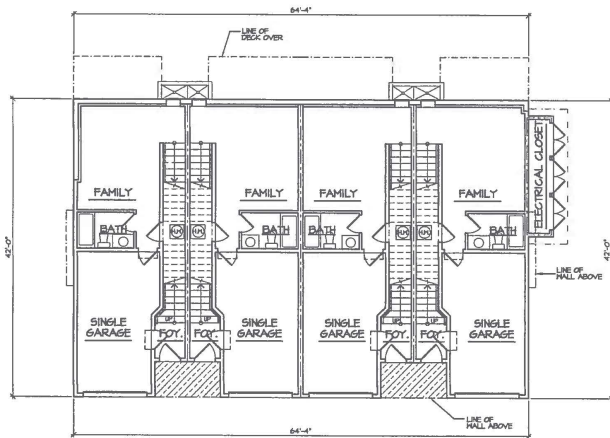 64'-4"
LINE OF
DECK OVER
ELECTRICAL CLOSET
FAMILY
FAMILY
FAMILY
FAMILY
42'-0"
42'-0"
BATH
BATH
BATH
BATH
LINE OF
WALL ABOVE
SINGLE
GARAGE
UP
UP
FOY.
FOY.
SINGLE
GARAGE
SINGLE
GARAGE
UP
UP
FOY.
FOY.
SINGLE
GARAGE
LINE OF
WALL ABOVE
64'-4"